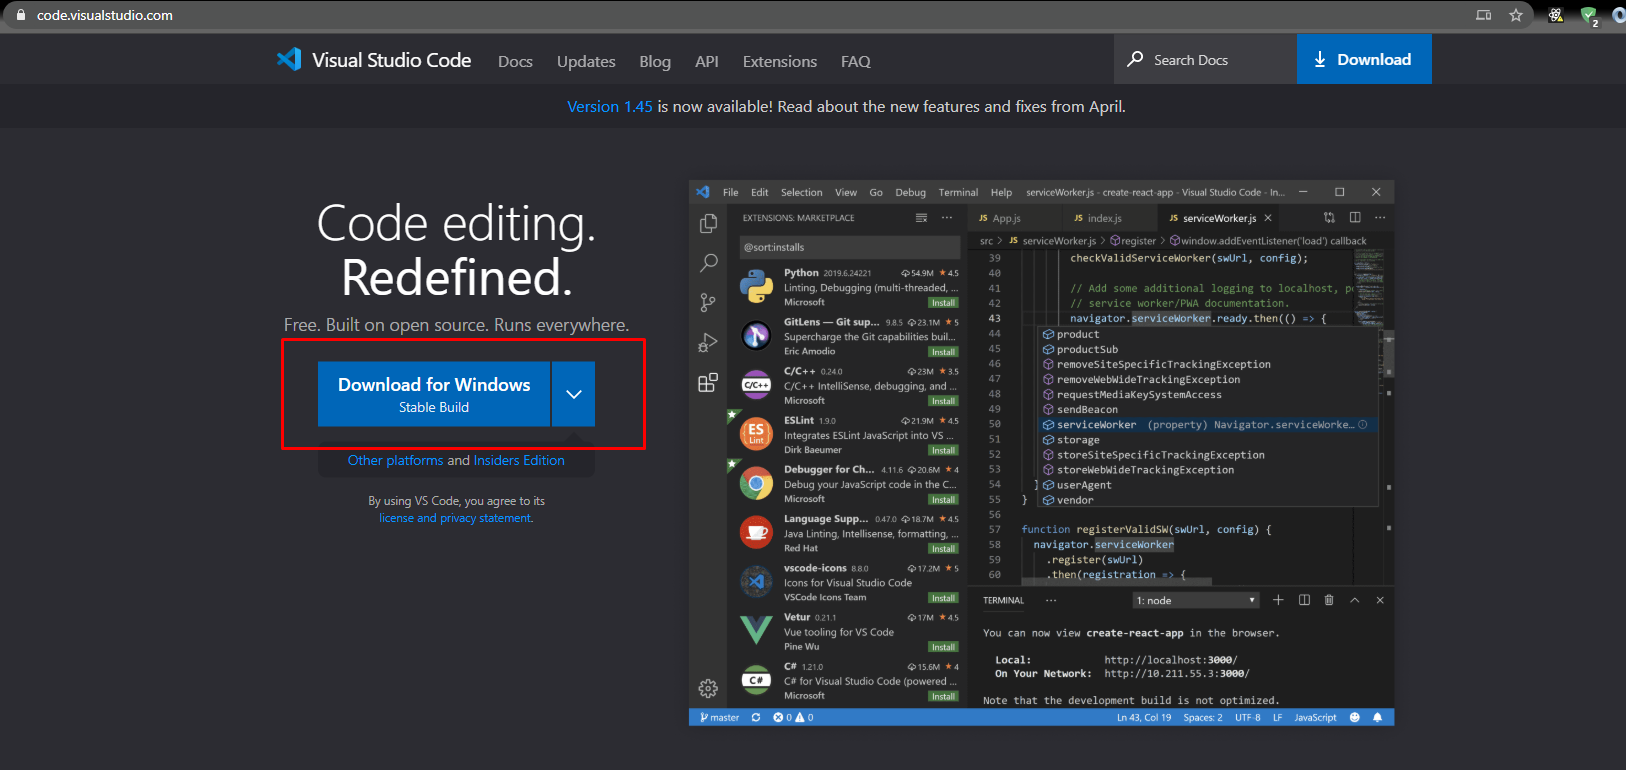 code.visualstudio.com
2
Visual Studio Code Docs Updates Blog API Extensions FAQ Search Docs Download
Version 1.45 is now available! Read about the new features and fixes from April.
Code editing.
Redefined.
Free. Built on open source. Runs everywhere.
Download for Windows
Stable Build
Other platforms and Insiders Edition
By using VS Code, you agree to its
license and privacy statement.
File Edit Selection View Go Debug Terminal Help serviceWorker.js - create-react-app - Visual Studio Code - In...
EXTENSIONS: MARKETPLACE
@sort:installs
Python 2019.6.24221 54.9M 4.5
Linting, Debugging (multi-threaded, ...
Microsoft Install
GitLens — Git sup... 9.8.5 23.1M 5
Supercharge the Git capabilities buil...
Eric Amodio Install
C/C++
C/C++ 0.24.0 23M 3.5
C/C++ IntelliSense, debugging, and ...
Microsoft Install
ES
Lint
ESLint 1.9.0 21.9M 4.5
Integrates ESLint JavaScript into VS ...
Dirk Baeumer Install
Debugger for Ch... 4.11.6 20.6M 4
Debug your JavaScript code in the C...
Microsoft Install
Language Supp... 0.47.0 18.7M 4.5
Java Linting, Intellisense, formatting, ...
Red Hat Install
vscode-icons 8.8.0 17.2M 5
Icons for Visual Studio Code
VSCode Icons Team Install
Vetur 0.21.1 17M 4.5
Vue tooling for VS Code
Pine Wu Install
C#
C# 1.21.0 15.6M 4
C# for Visual Studio Code (powered ...
Microsoft Install
JS App.js JS index.js JS serviceWorker.js
src > JS serviceWorker.js > register > window.addEventListener('load') callback
39 checkValidServiceWorker(swUrl, config);
40
41 // Add some additional logging to localhost, po
42 // service worker/PWA documentation.
43 navigator.serviceWorker.ready.then(() => {
44 product
45 productSub
46 removeSiteSpecificTrackingException
47 removeWebWideTrackingException
48 requestMediaKeySystemAccess
49 sendBeacon
50 serviceWorker (property) Navigator.serviceWorke...
51 storage
52 storeSiteSpecificTrackingException
53 storeWebWideTrackingException
54 } userAgent
55 } vendor
56
57 function registerValidSW(swUrl, config) {
58 navigator.serviceWorker
59 .register(swUrl)
60 .then(registration => {
TERMINAL ... 1: node
You can now view create-react-app in the browser.
Local: http://localhost:3000/
On Your Network: http://10.211.55.3:3000/
Note that the development build is not optimized.
master 0 0 Ln 43, Col 19 Spaces: 2 UTF-8 LF JavaScript